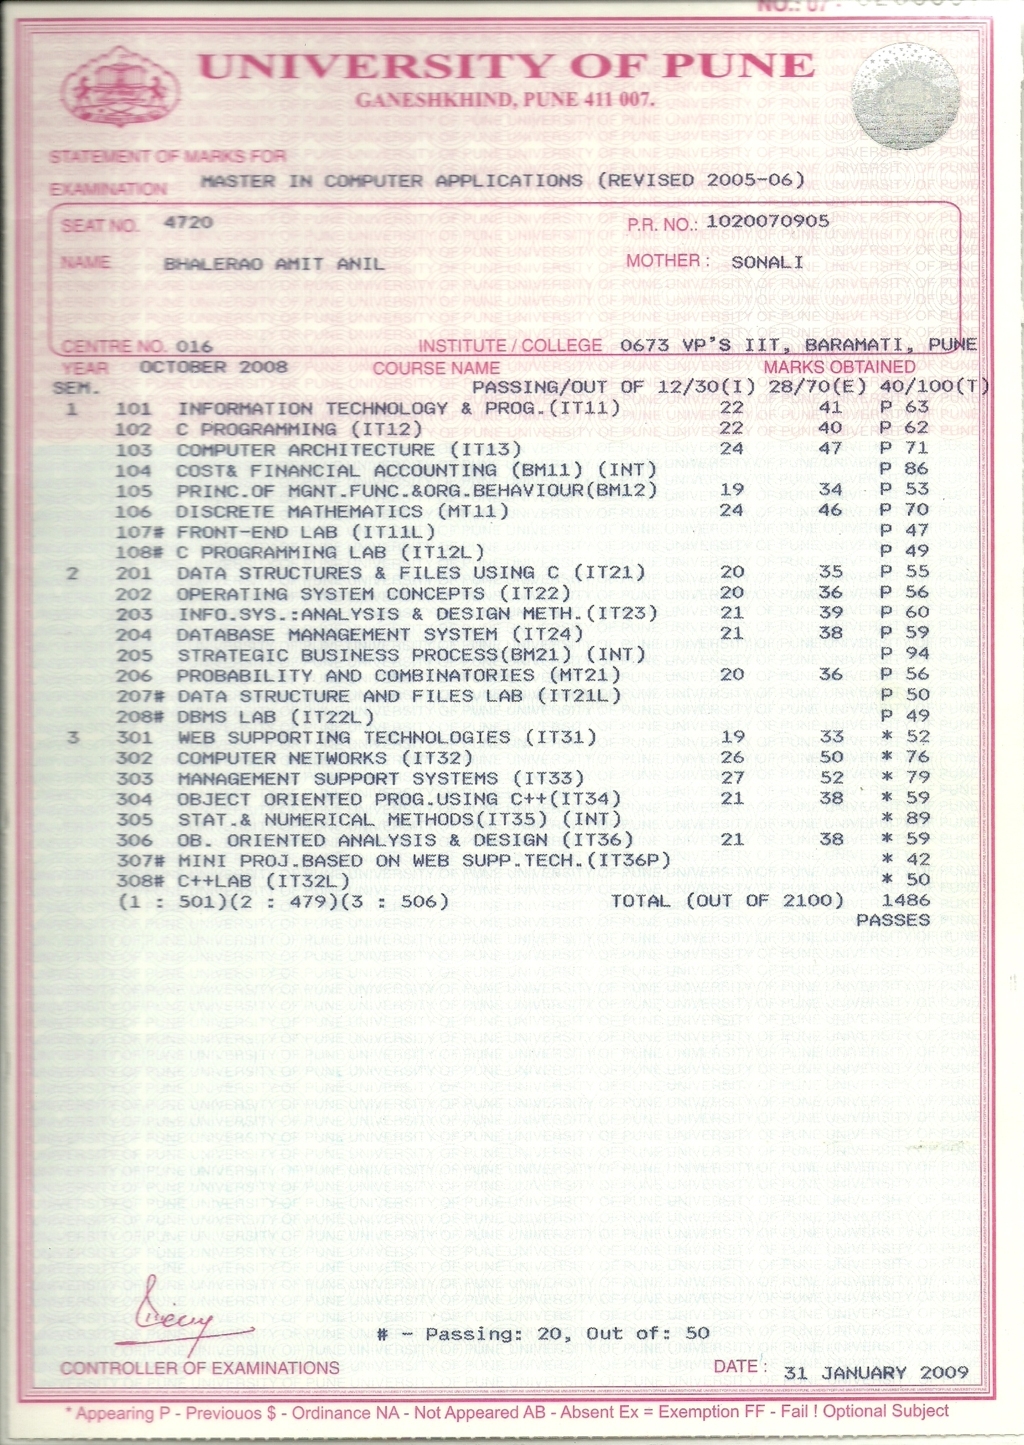 NO.: 07
UNIVERSITY OF PUNE
GANESHKHIND, PUNE 411 007.
STATEMENT OF MARKS FOR
EXAMINATION MASTER IN COMPUTER APPLICATIONS (REVISED 2005-06)
SEAT NO. 4720 P.R. NO.: 1020070905
NAME BHALERAO AMIT ANIL MOTHER : SONALI
CENTRE NO. 016 INSTITUTE / COLLEGE 0673 VP'S IIT, BARAMATI, PUNE
YEAR OCTOBER 2008 COURSE NAME MARKS OBTAINED
SEM. PASSING/OUT OF 12/30(I) 28/70(E) 40/100(T)
1 101 INFORMATION TECHNOLOGY & PROG.(IT11) 22 41 P 63
102 C PROGRAMMING (IT12) 22 40 P 62
103 COMPUTER ARCHITECTURE (IT13) 24 47 P 71
104 COST& FINANCIAL ACCOUNTING (BM11) (INT) P 86
105 PRINC.OF MGNT.FUNC.&ORG.BEHAVIOUR(BM12) 19 34 P 53
106 DISCRETE MATHEMATICS (MT11) 24 46 P 70
107# FRONT-END LAB (IT11L) P 47
108# C PROGRAMMING LAB (IT12L) P 49
2 201 DATA STRUCTURES & FILES USING C (IT21) 20 35 P 55
202 OPERATING SYSTEM CONCEPTS (IT22) 20 36 P 56
203 INFO.SYS.:ANALYSIS & DESIGN METH.(IT23) 21 39 P 60
204 DATABASE MANAGEMENT SYSTEM (IT24) 21 38 P 59
205 STRATEGIC BUSINESS PROCESS(BM21) (INT) P 94
206 PROBABILITY AND COMBINATORIES (MT21) 20 36 P 56
207# DATA STRUCTURE AND FILES LAB (IT21L) P 50
208# DBMS LAB (IT22L) P 49
3 301 WEB SUPPORTING TECHNOLOGIES (IT31) 19 33 * 52
302 COMPUTER NETWORKS (IT32) 26 50 * 76
303 MANAGEMENT SUPPORT SYSTEMS (IT33) 27 52 * 79
304 OBJECT ORIENTED PROG.USING C++(IT34) 21 38 * 59
305 STAT.& NUMERICAL METHODS(IT35) (INT) * 89
306 OB. ORIENTED ANALYSIS & DESIGN (IT36) 21 38 * 59
307# MINI PROJ.BASED ON WEB SUPP.TECH.(IT36P) * 42
308# C++LAB (IT32L) * 50
(1 : 501)(2 : 479)(3 : 506) TOTAL (OUT OF 2100) 1486
PASSES
# - Passing: 20, Out of: 50
CONTROLLER OF EXAMINATIONS DATE : 31 JANUARY 2009
* Appearing P - Previouos $ - Ordinance NA - Not Appeared AB - Absent Ex = Exemption FF - Fail ! Optional Subject